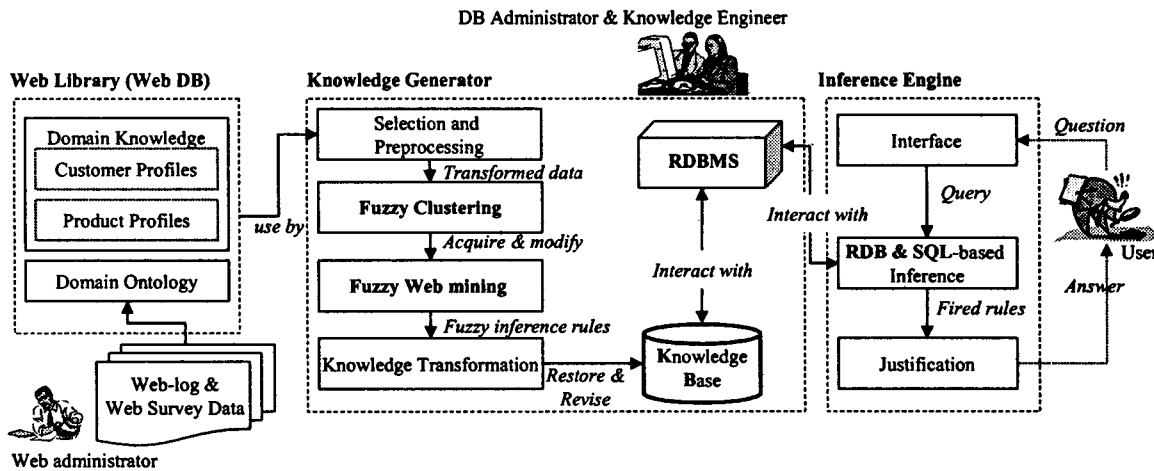 DB Administrator & Knowledge Engineer
Web Library (Web DB)
Domain Knowledge
Customer Profiles
Product Profiles
Domain Ontology
Web-log &
Web Survey Data
Web administrator
use by
Knowledge Generator
Selection and
Preprocessing
Transformed data
Fuzzy Clustering
Acquire & modify
Fuzzy Web mining
Fuzzy inference rules
Knowledge Transformation
Restore &
Revise
RDBMS
Interact with
Knowledge
Base
Interact with
Inference Engine
Interface
Query
RDB & SQL-based
Inference
Fired rules
Justification
Question
User
Answer